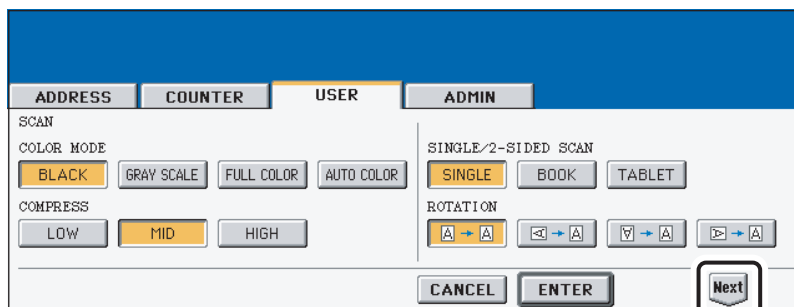 ADDRESS COUNTER USER ADMIN
SCAN
COLOR MODE
BLACK GRAY SCALE FULL COLOR AUTO COLOR
COMPRESS
LOW MID HIGH
SINGLE/2-SIDED SCAN
SINGLE BOOK TABLET
ROTATION
A → A A → A A → A A → A
CANCEL ENTER Next